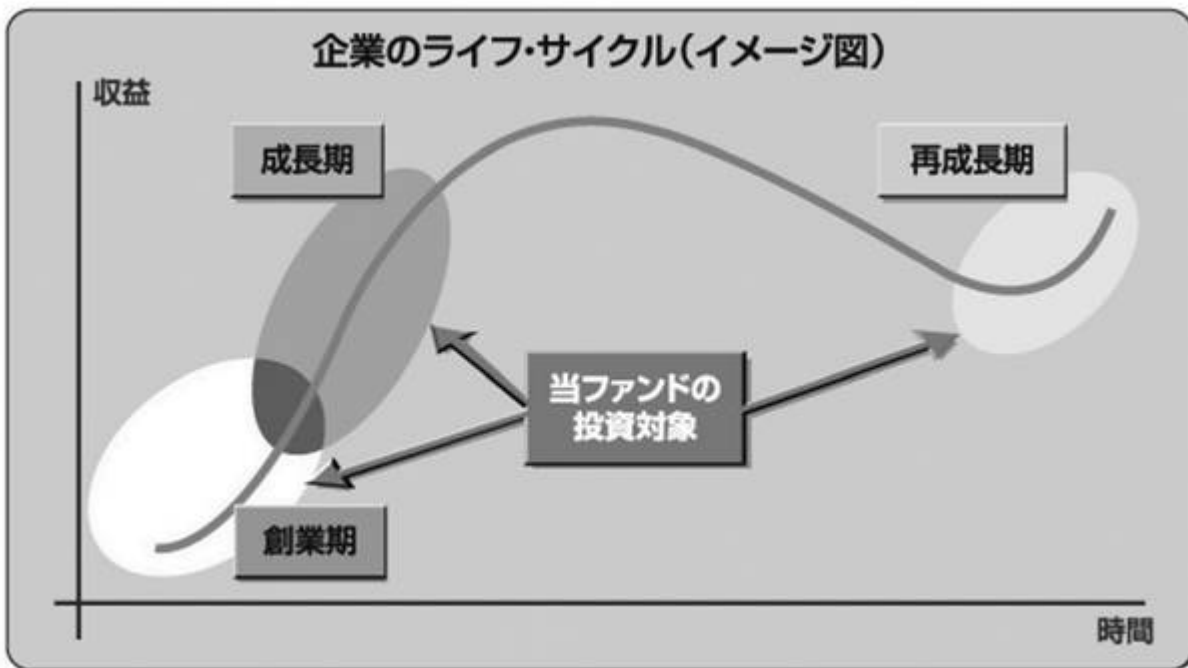 企業のライフ・サイクル(イメージ図)
収益
成長期
再成長期
当ファンドの
投資対象
創業期
時間